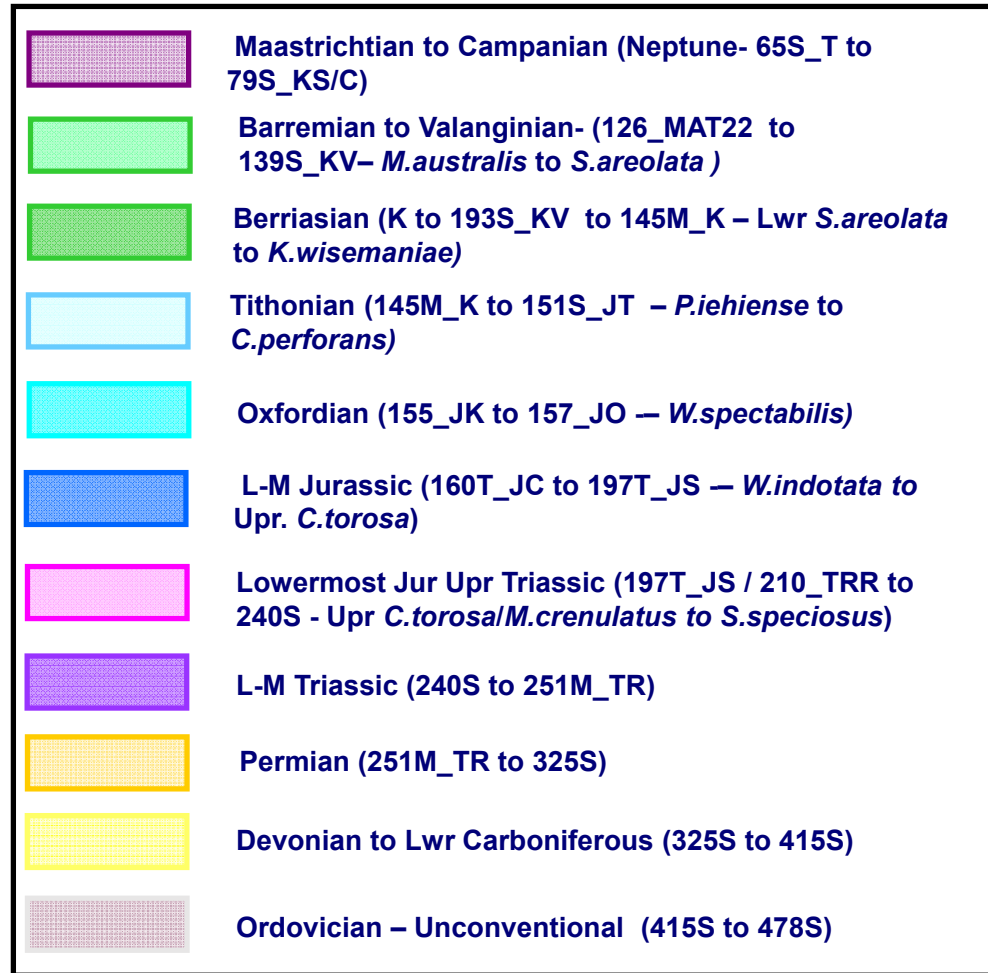 Maastrichtian to Campanian (Neptune- 65S_T to
79S_KS/C)
Barremian to Valanginian- (126_MAT22 to
139S_KV– M.australis to S.areolata )
Berriasian (K to 193S_KV to 145M_K – Lwr S.areolata
to K.wisemaniae)
Tithonian (145M_K to 151S_JT – P.iehiense to
C.perforans)
Oxfordian (155_JK to 157_JO -– W.spectabilis)
L-M Jurassic (160T_JC to 197T_JS -– W.indotata to
Upr. C.torosa)
Lowermost Jur Upr Triassic (197T_JS / 210_TRR to
240S - Upr C.torosa/M.crenulatus to S.speciosus)
L-M Triassic (240S to 251M_TR)
Permian (251M_TR to 325S)
Devonian to Lwr Carboniferous (325S to 415S)
Ordovician – Unconventional (415S to 478S)